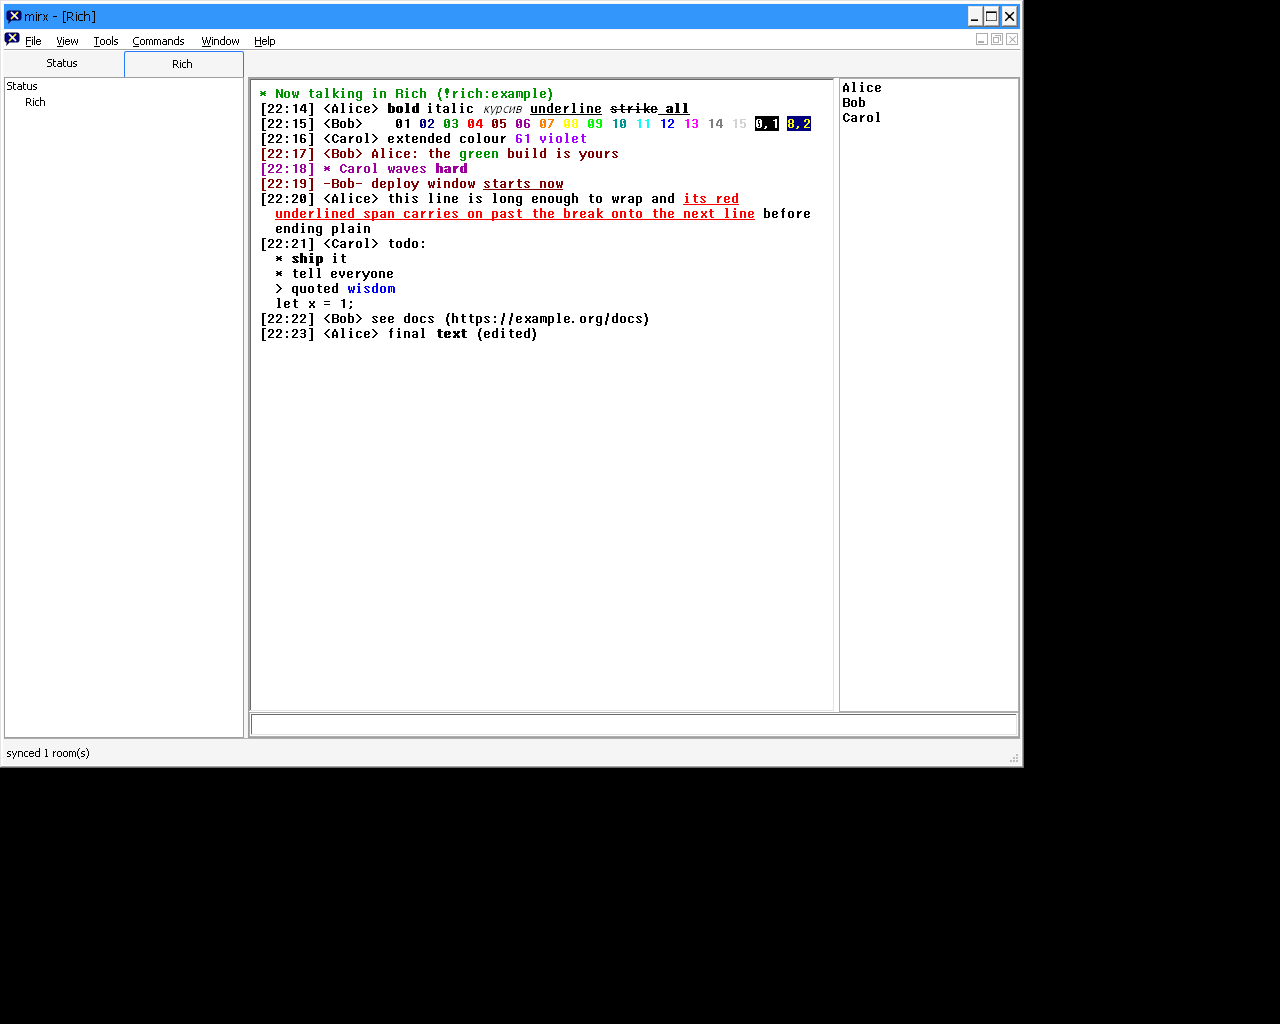 mirx - [Rich]
File View Tools Commands Window Help
Status Rich
Status
Rich
* Now talking in Rich (!rich:example)
[22:14] <Alice> bold italic курсив underline strike all
[22:15] <Bob> 01 02 03 04 05 06 07 08 09 10 11 12 13 14 15 0,1 8,2
[22:16] <Carol> extended colour 61 violet
[22:17] <Bob> Alice: the green build is yours
[22:18] * Carol waves hard
[22:19] -Bob- deploy window starts now
[22:20] <Alice> this line is long enough to wrap and its red
underlined span carries on past the break onto the next line before
ending plain
[22:21] <Carol> todo:
* ship it
* tell everyone
> quoted wisdom
let x = 1;
[22:22] <Bob> see docs (https://example.org/docs)
[22:23] <Alice> final text (edited)
Alice
Bob
Carol
synced 1 room(s)